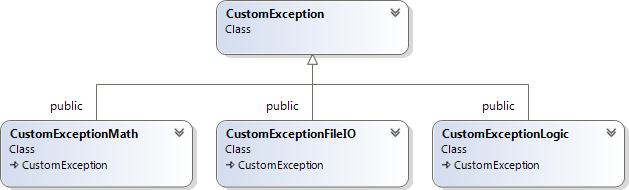 CustomException
Class
public
public
public
CustomExceptionMath
Class
CustomException
CustomExceptionFileIO
Class
CustomException
CustomExceptionLogic
Class
CustomException